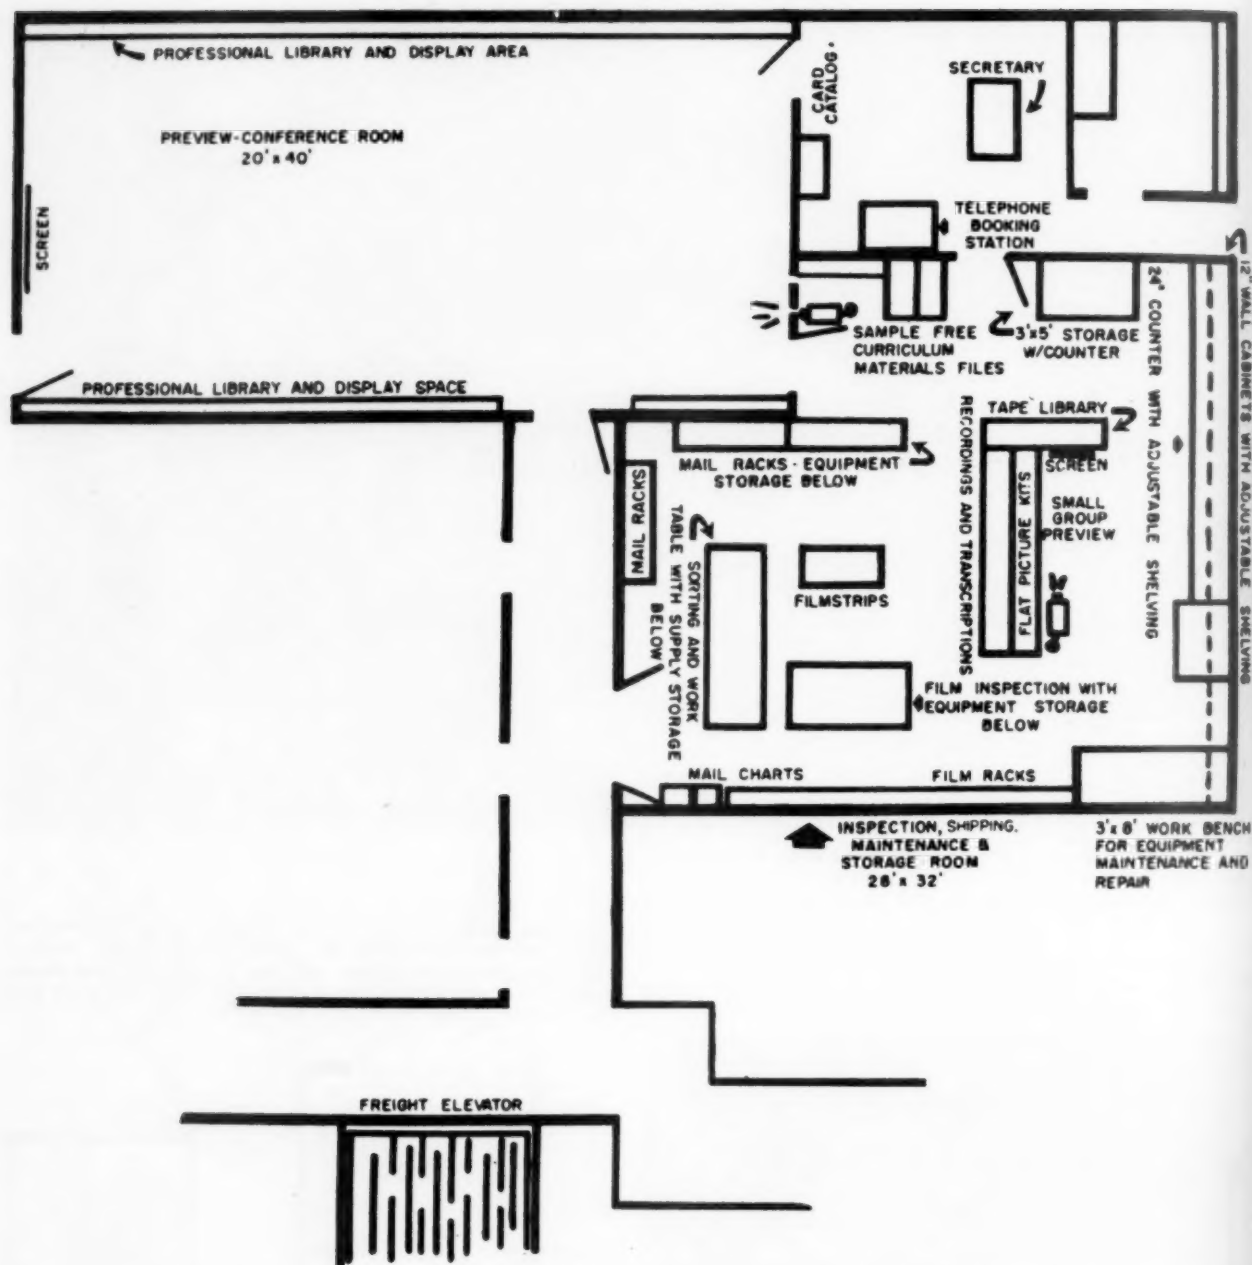 PROFESSIONAL LIBRARY AND DISPLAY AREA
PREVIEW-CONFERENCE ROOM
20' x 40'
SCREEN
CARD
CATALOG.
SECRETARY
TELEPHONE
BOOKING
STATION
SAMPLE FREE
CURRICULUM
MATERIALS FILES
3'x5' STORAGE
W/COUNTER
24" COUNTER WITH ADJUSTABLE SHELVING
12" WALL CABINETS WITH ADJUSTABLE SHELVING
PROFESSIONAL LIBRARY AND DISPLAY SPACE
MAIL RACKS - EQUIPMENT
STORAGE BELOW
MAIL RACKS
SORTING AND WORK
TABLE WITH SUPPLY STORAGE
BELOW
FILMSTRIPS
RECORDINGS AND TRANSCRIPTIONS
TAPE LIBRARY
SCREEN
FLAT PICTURE KITS
SMALL
GROUP
PREVIEW
FILM INSPECTION WITH
EQUIPMENT STORAGE
BELOW
MAIL CHARTS
FILM RACKS
INSPECTION, SHIPPING,
MAINTENANCE &
STORAGE ROOM
28' x 32'
3'x 8' WORK BENCH
FOR EQUIPMENT
MAINTENANCE AND
REPAIR
FREIGHT ELEVATOR